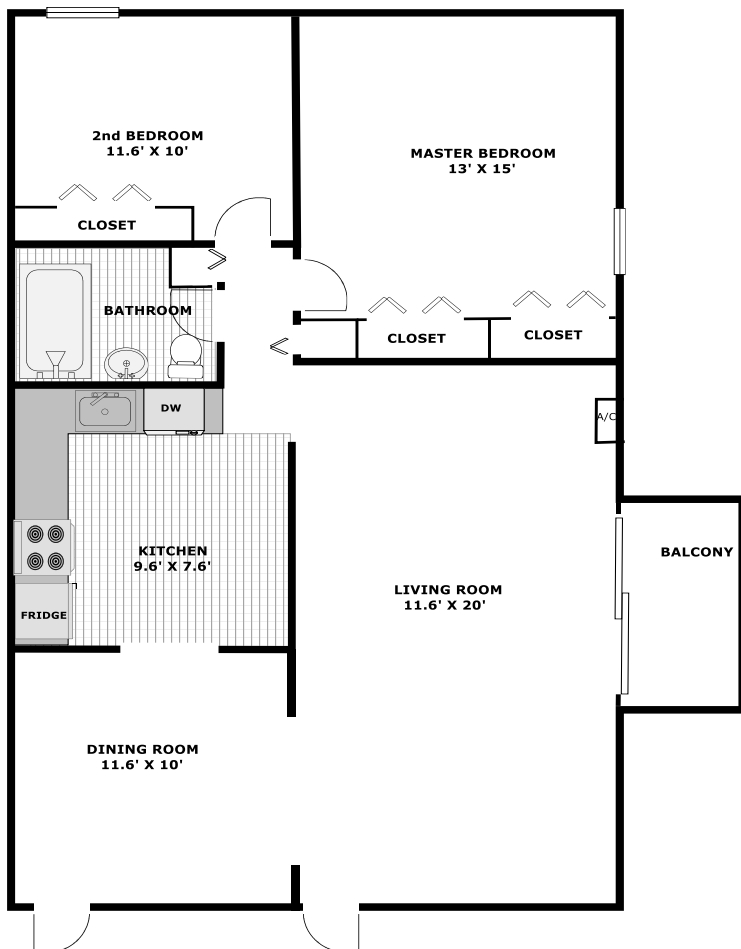 2nd BEDROOM
11.6' X 10'
MASTER BEDROOM
13' X 15'
CLOSET
BATHROOM
CLOSET
CLOSET
DW
A/C
KITCHEN
9.6' X 7.6'
BALCONY
LIVING ROOM
11.6' X 20'
FRIDGE
DINING ROOM
11.6' X 10'